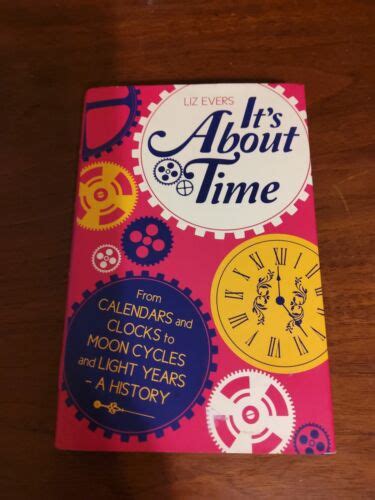 LIZ EVERS
It's
About
Time
From
CALENDARS and
CLOCKS to
MOON CYCLES
and LIGHT YEARS
- A HISTORY